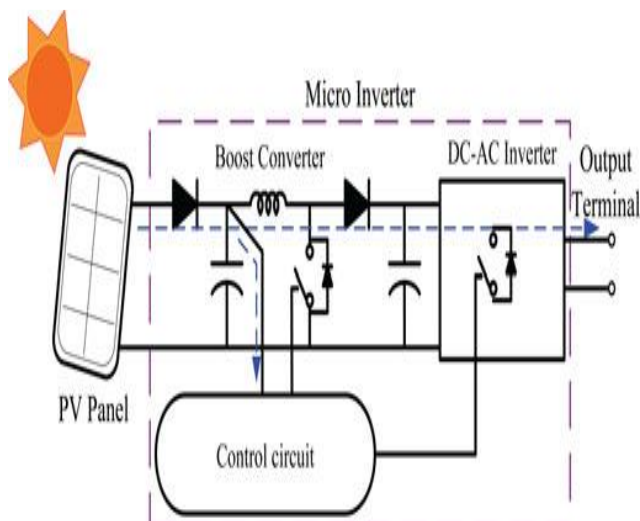 Micro Inverter
Boost Converter
DC-AC Inverter
Output
Terminal
PV Panel
Control circuit